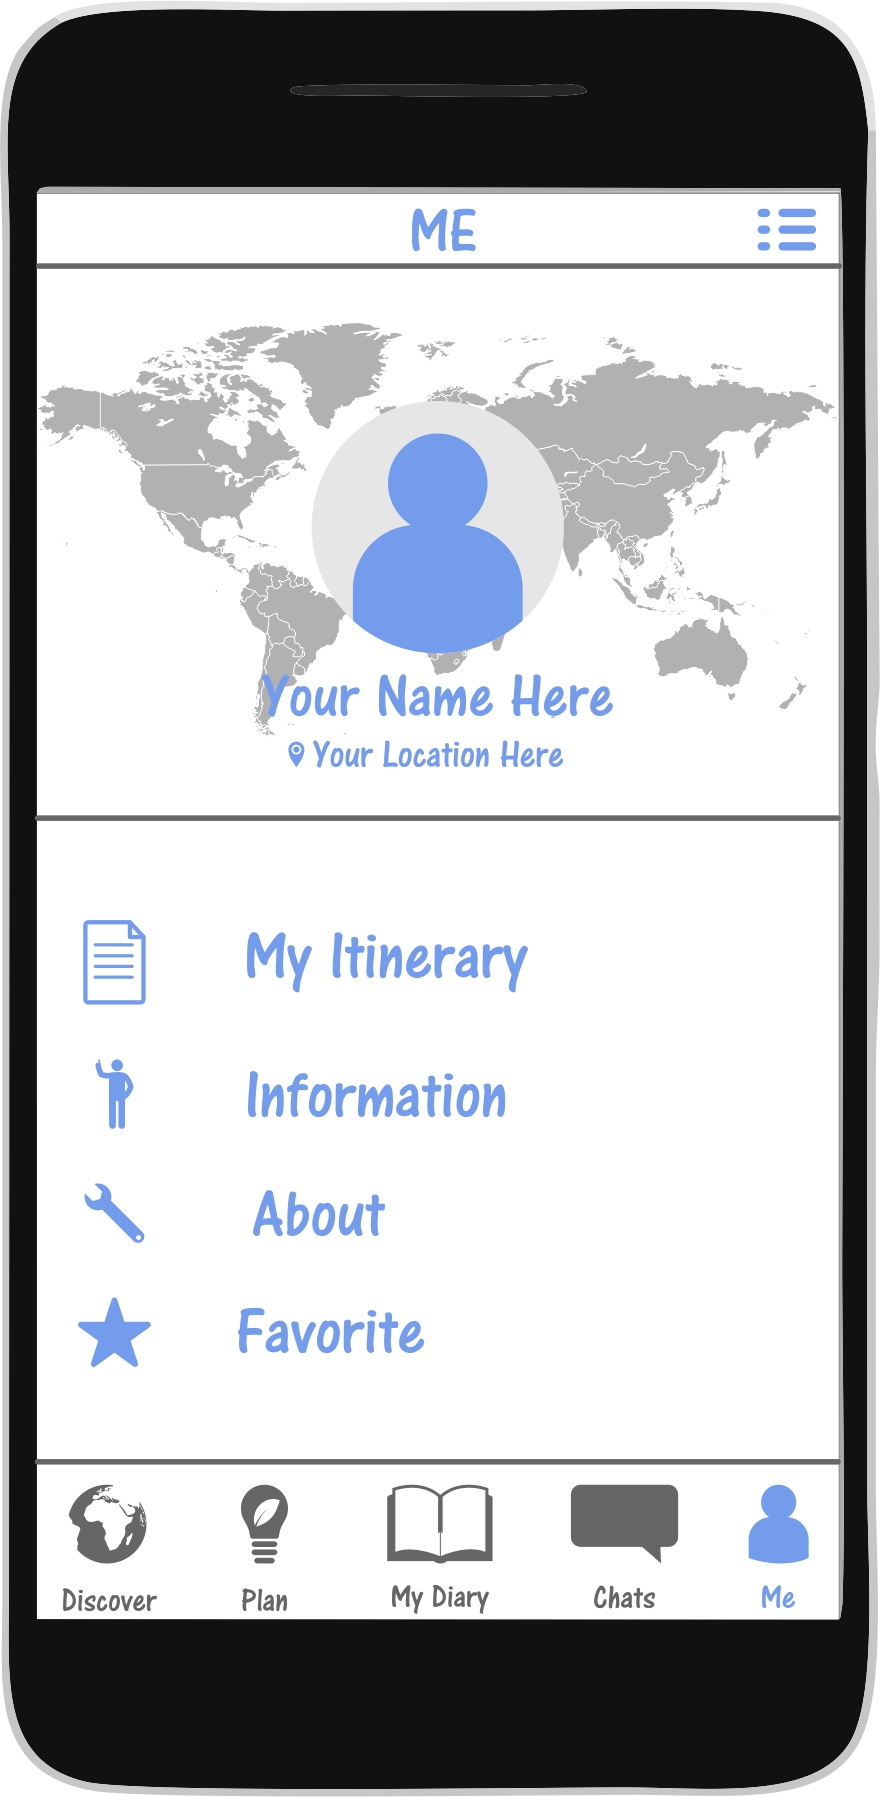 ME
Your Name Here
Your Location Here
My Itinerary
Information
About
Favorite
Discover
Plan
My Diary
Chats
Me